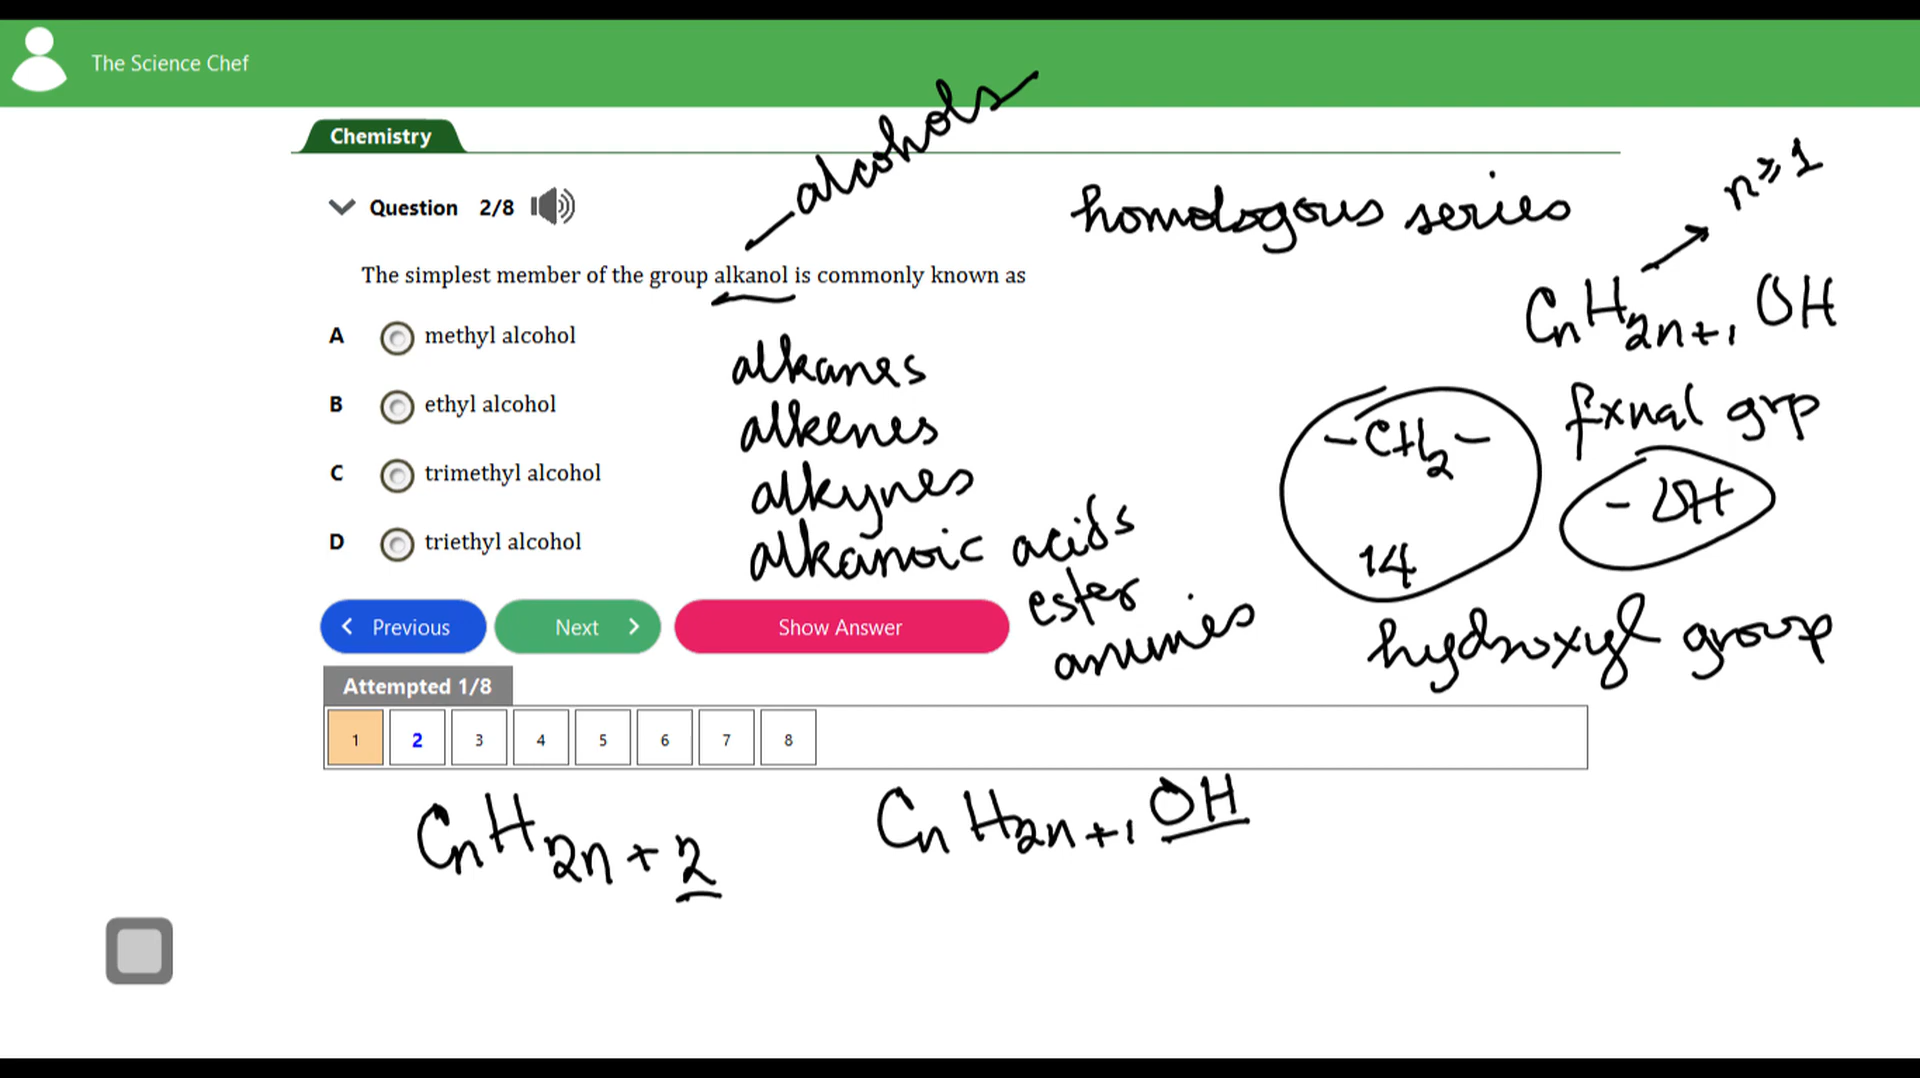 The Science Chef
Chemistry
alcohols
Question 2/8
homologous series
n ≥ 1
The simplest member of the group alkanol is commonly known as
CnH2n+1 OH
A methyl alcohol
B ethyl alcohol
C trimethyl alcohol
D triethyl alcohol
alkanes
alkenes
alkynes
alkanoic acids
ester
ammines
-CH2-
14
fxnal grp
-OH
hydroxyl group
Previous
Next
Show Answer
Attempted 1/8
1 2 3 4 5 6 7 8
CnH2n+2
CnH2n+1 OH